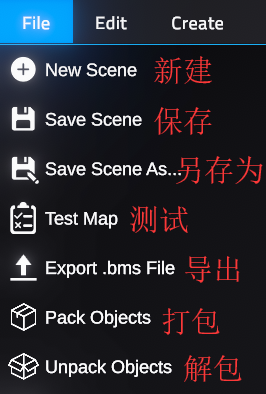 File Edit Create
New Scene 新建
Save Scene 保存
Save Scene As... 另存为
Test Map 测试
Export .bms File 导出
Pack Objects 打包
Unpack Objects 解包